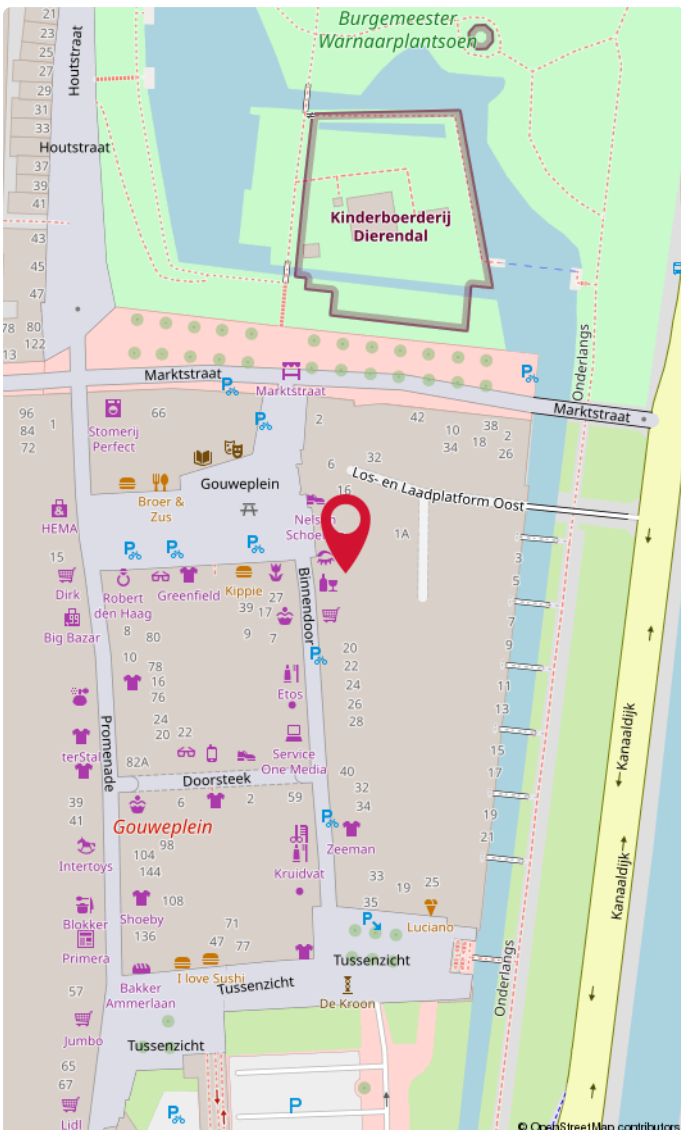 21
23
25
27
29
31
33
37
39
41
43
45
47
78 80
122
13
Houtstraat
Houtstraat
Burgemeester
Warnaarplantsoen
Kinderboerderij
Dierendal
Marktstraat
Marktstraat
Marktstraat
Onderlangs
96
84
72
1
66
Stomerij
Perfect
2
42
10
34
38
18
2
26
32
6
16
Los- en Laadplatform Oost
Gouweplein
Broer &
Zus
HEMA
Nelson
Schoenen
1A
15
Dirk
Big Bazar
Robert
den Haag
Greenfield
Kippie
Binnendoor
27
39 17
9
7
8
80
10
78
16
76
24
20
22
82A
Etos
Service
One Media
20
22
24
26
28
3
5
7
9
11
13
15
17
19
21
Promenade
terStal
Doorsteek
40
32
34
39
41
6
2
59
Gouweplein
98
104
144
Intertoys
Zeeman
Kruidvat
Kanaaldijk
Kanaaldijk
Blokker
Primera
Shoeby
108
136
71
47
77
33
19
25
35
Luciano
I love Sushi
Tussenzicht
Tussenzicht
Tussenzicht
De Kroon
Onderlangs
Bakker
Ammerlaan
57
Jumbo
65
67
Lidl
P
© OpenStreetMap contributors